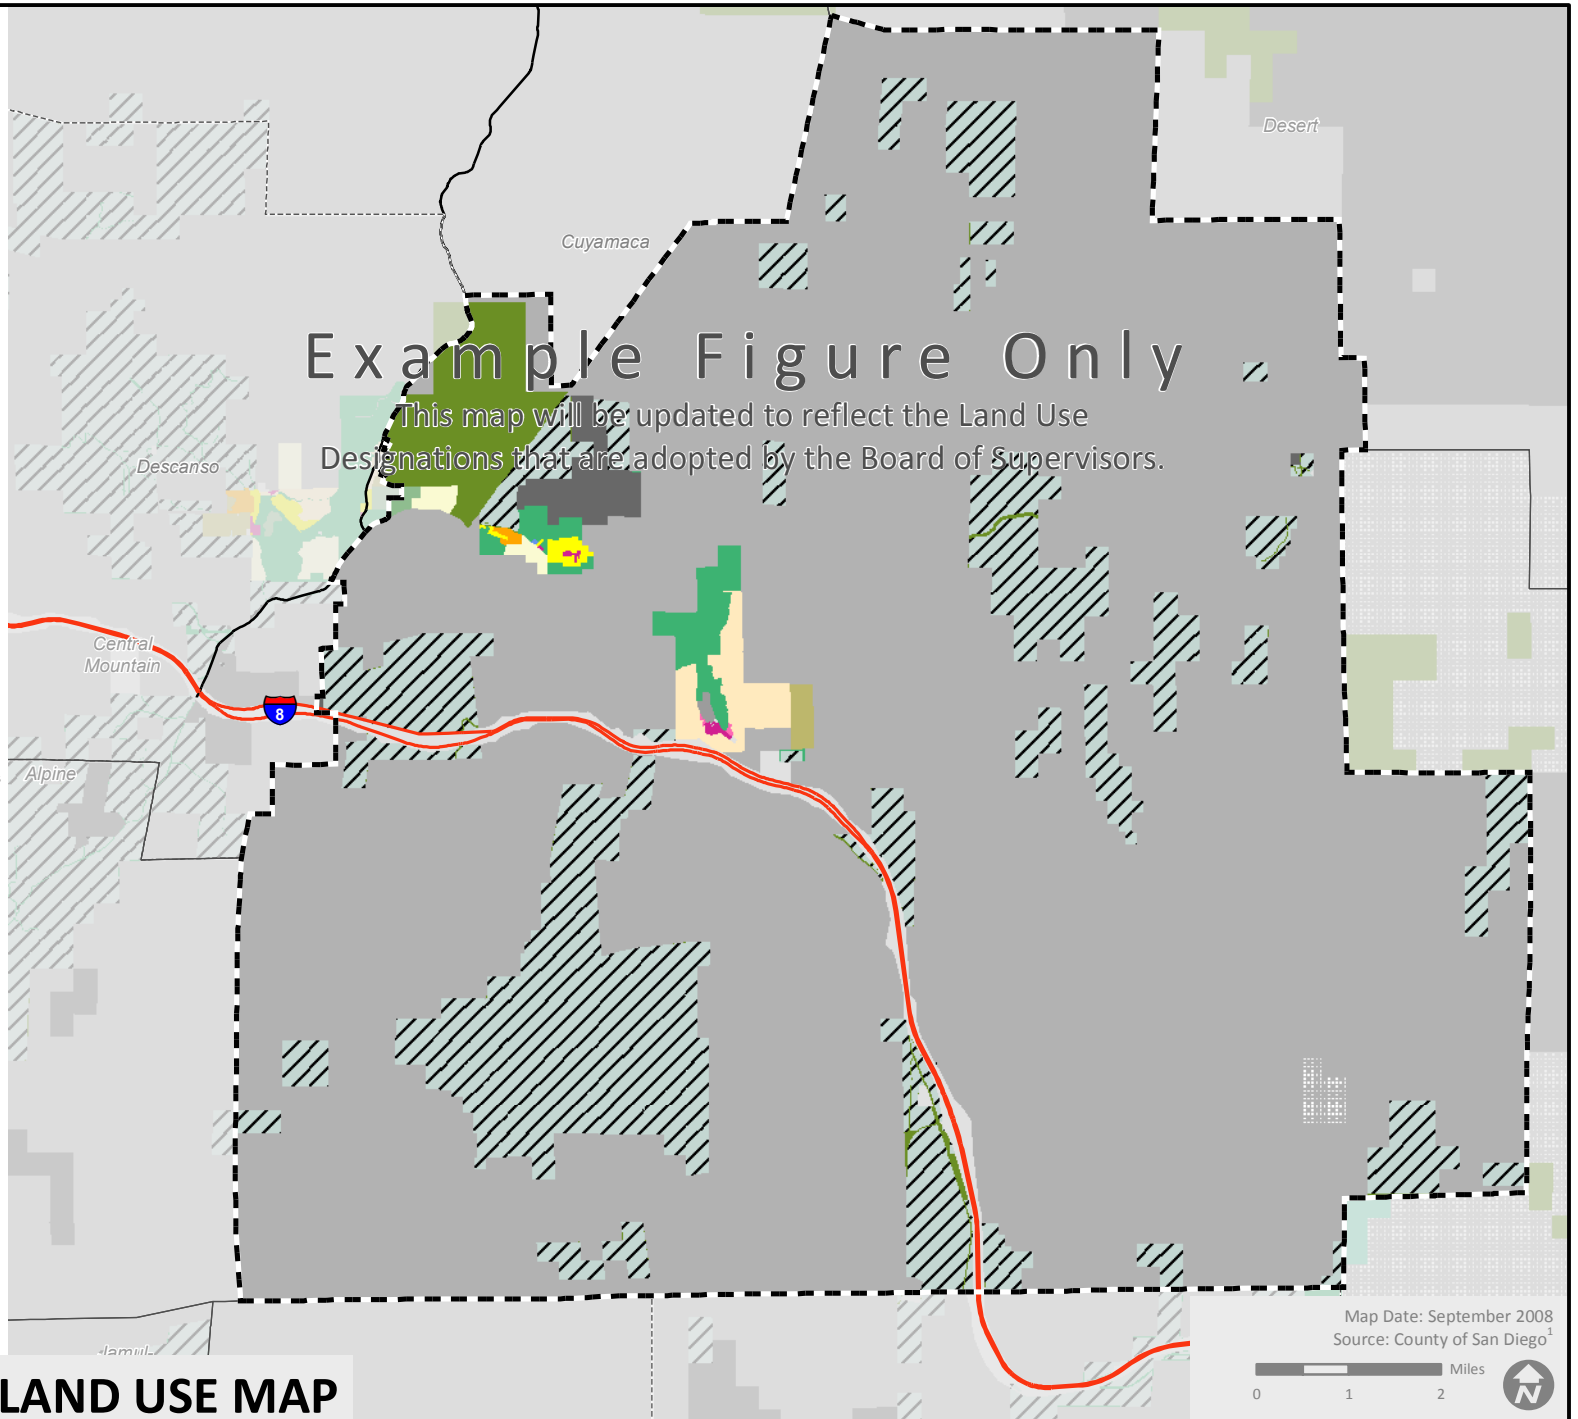 Desert
Cuyamaca
Example Figure Only
This map will be updated to reflect the Land Use
Designations that are adopted by the Board of Supervisors.
Descanso
Central
Mountain
8
Alpine
Jamul-
Map Date: September 2008
Source: County of San Diego1
Miles
0 1 2
N
LAND USE MAP